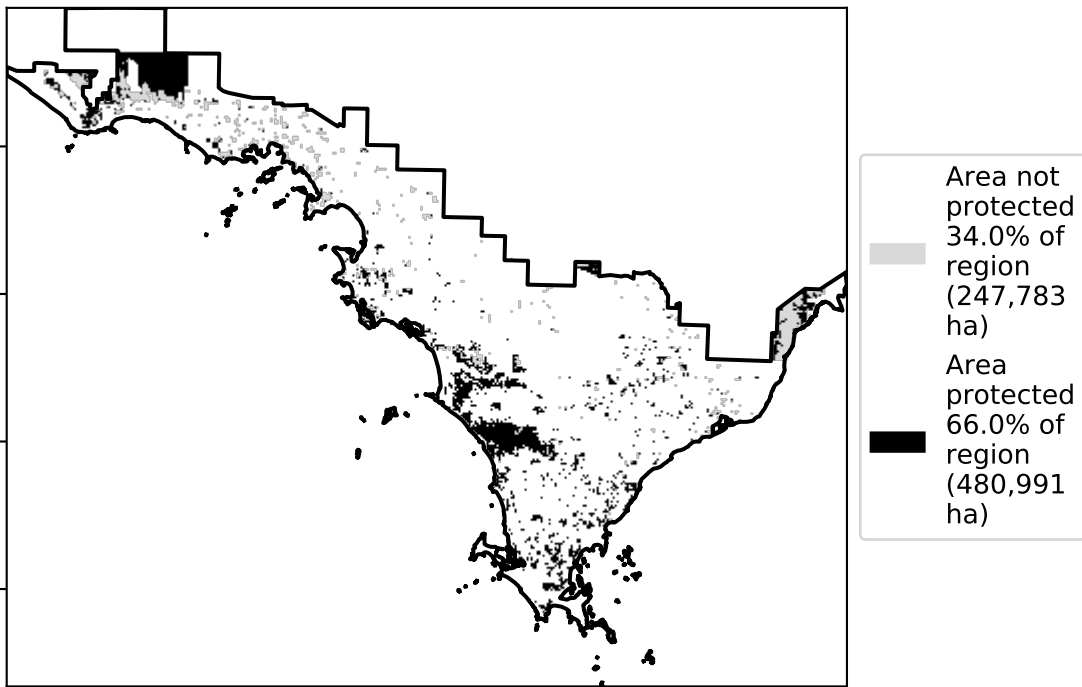 Area not
protected
34.0% of
region
(247,783
ha)
Area
protected
66.0% of
region
(480,991
ha)